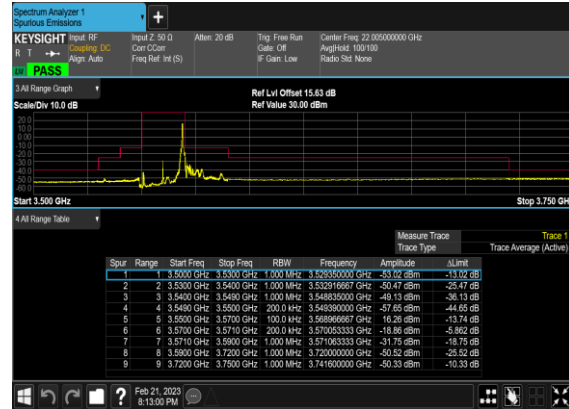 Spectrum Analyzer 1
Spurious Emissions
+
KEYSIGHT Input: RF Input Z: 50 Ω Atten: 20 dB Trig: Free Run Center Freq: 22.005000000 GHz
R T Coupling: DC Corr CCorr Gate: Off Avg|Hold: 100/100
Align: Auto Freq Ref: Int (S) IF Gain: Low Radio Std: None
PASS
3 All Range Graph
Ref Lvl Offset 15.63 dB
Scale/Div 10.0 dB Ref Value 30.00 dBm
20.0
10.0
0.00
-10.0
-20.0
-30.0
-40.0
-50.0
-60.0
Start 3.500 GHz Stop 3.750 GH
4 All Range Table
Measure Trace Trace 1
Trace Type Trace Average (Active)
Spur Range Start Freq Stop Freq RBW Frequency Amplitude ΔLimit
1 1 3.5000 GHz 3.5300 GHz 1.000 MHz 3.529350000 GHz -53.02 dBm -13.02 dB
2 2 3.5300 GHz 3.5400 GHz 1.000 MHz 3.532916667 GHz -50.47 dBm -25.47 dB
3 3 3.5400 GHz 3.5490 GHz 1.000 MHz 3.548835000 GHz -49.13 dBm -36.13 dB
4 4 3.5490 GHz 3.5500 GHz 200.0 kHz 3.549390000 GHz -57.65 dBm -44.65 dB
5 5 3.5500 GHz 3.5700 GHz 100.0 kHz 3.568966667 GHz 16.26 dBm -13.74 dB
6 6 3.5700 GHz 3.5710 GHz 200.0 kHz 3.570053333 GHz -18.86 dBm -5.862 dB
7 7 3.5710 GHz 3.5900 GHz 1.000 MHz 3.571063333 GHz -31.75 dBm -18.75 dB
8 8 3.5900 GHz 3.7200 GHz 1.000 MHz 3.720000000 GHz -50.52 dBm -25.52 dB
9 9 3.7200 GHz 3.7500 GHz 1.000 MHz 3.741600000 GHz -50.33 dBm -10.33 dB
? Feb 21, 2023
8:13:00 PM